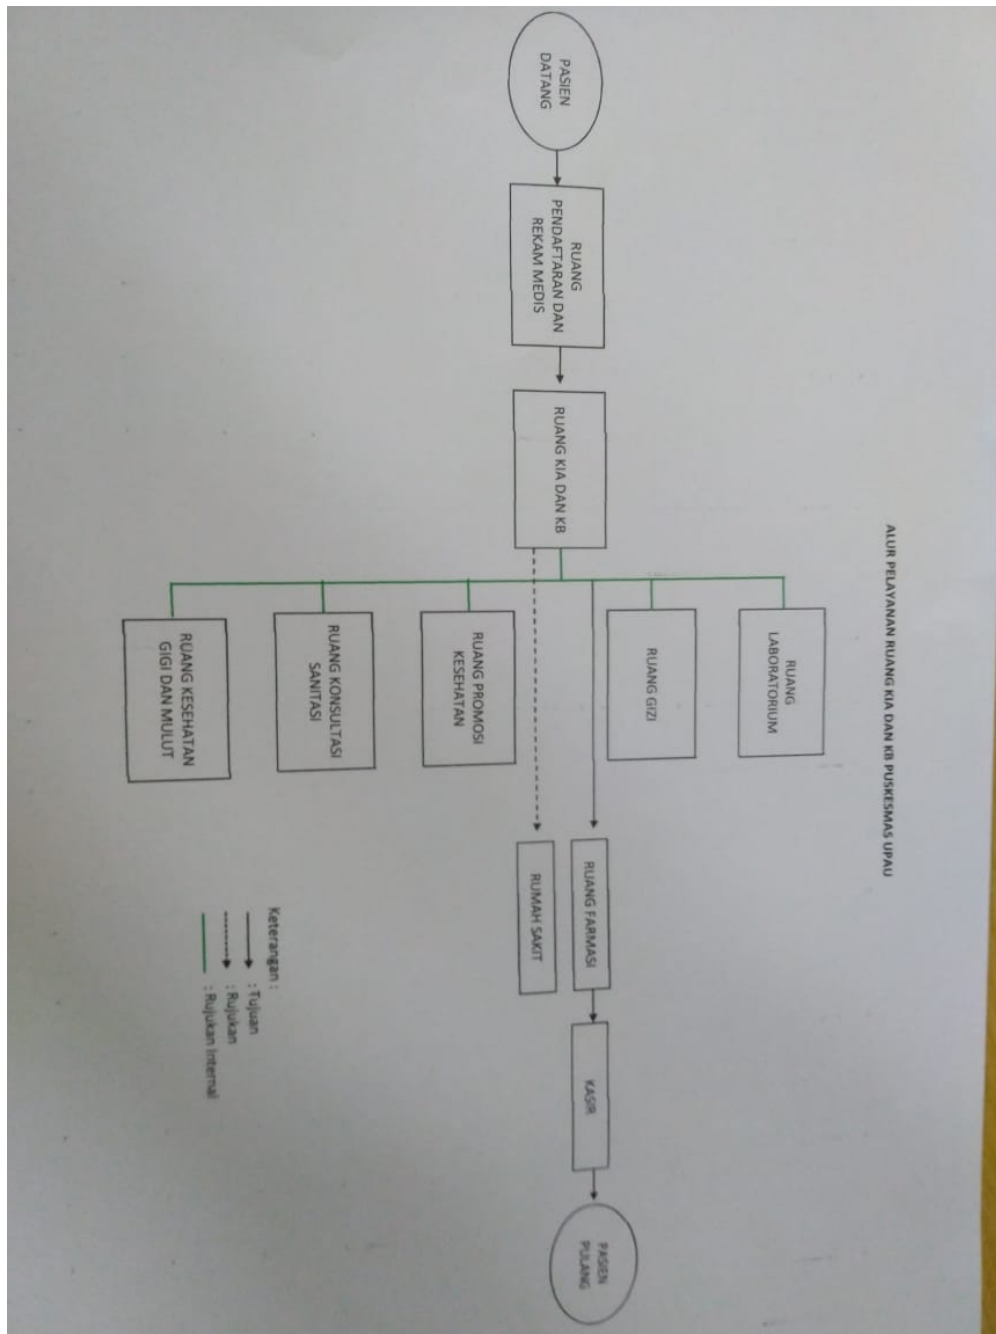 ALUR PELAYANAN RUANG KIA DAN KB PUSKESMAS UPAU
PASIEN
DATANG
RUANG
PENDAFTARAN DAN
REKAM MEDIS
RUANG KIA DAN KB
RUANG
LABORATORIUM
RUANG GIZI
RUANG PROMOSI
KESEHATAN
RUANG KONSULTASI
SANITASI
RUANG KESEHATAN
GIGI DAN MULUT
RUANG FARMASI
RUMAH SAKIT
KASIR
PASIEN
PULANG
Keterangan :
: Tujuan
: Rujukan
: Rujukan Internal